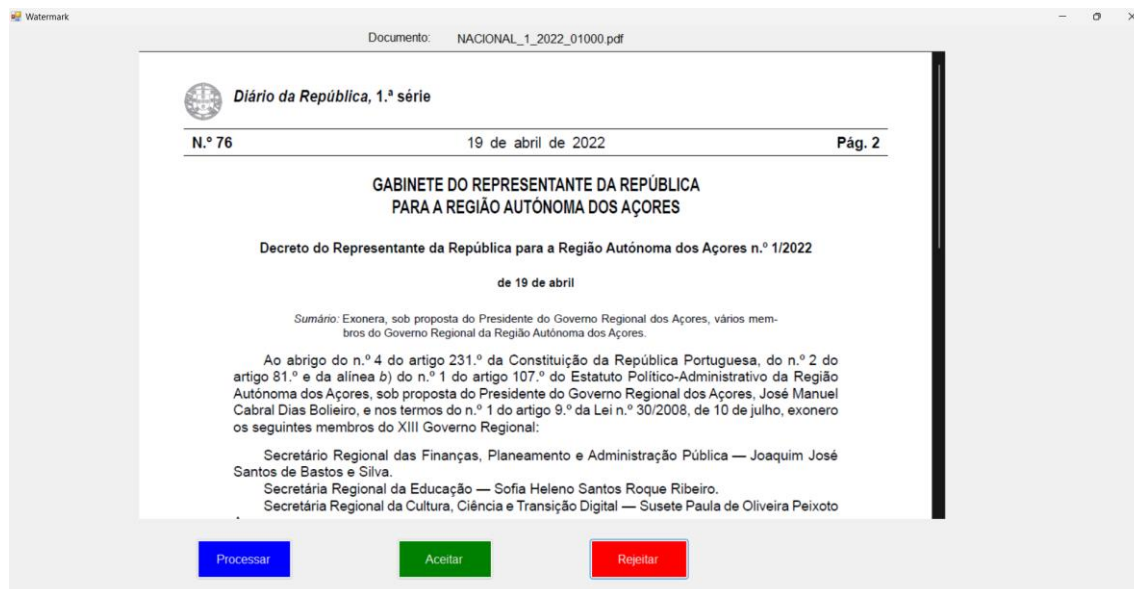 Watermark
Documento: NACIONAL_1_2022_01000.pdf
Diário da República, 1.ª série
N.º 76 19 de abril de 2022 Pág. 2
GABINETE DO REPRESENTANTE DA REPÚBLICA
PARA A REGIÃO AUTÓNOMA DOS AÇORES
Decreto do Representante da República para a Região Autónoma dos Açores n.º 1/2022
de 19 de abril
Sumário: Exonera, sob proposta do Presidente do Governo Regional dos Açores, vários mem-
bros do Governo Regional da Região Autónoma dos Açores.
Ao abrigo do n.º 4 do artigo 231.º da Constituição da República Portuguesa, do n.º 2 do
artigo 81.º e da alínea b) do n.º 1 do artigo 107.º do Estatuto Político-Administrativo da Região
Autónoma dos Açores, sob proposta do Presidente do Governo Regional dos Açores, José Manuel
Cabral Dias Bolieiro, e nos termos do n.º 1 do artigo 9.º da Lei n.º 30/2008, de 10 de julho, exonero
os seguintes membros do XIII Governo Regional:
Secretário Regional das Finanças, Planeamento e Administração Pública — Joaquim José
Santos de Bastos e Silva.
Secretária Regional da Educação — Sofia Heleno Santos Roque Ribeiro.
Secretária Regional da Cultura, Ciência e Transição Digital — Susete Paula de Oliveira Peixoto
Processar Aceitar Rejeitar